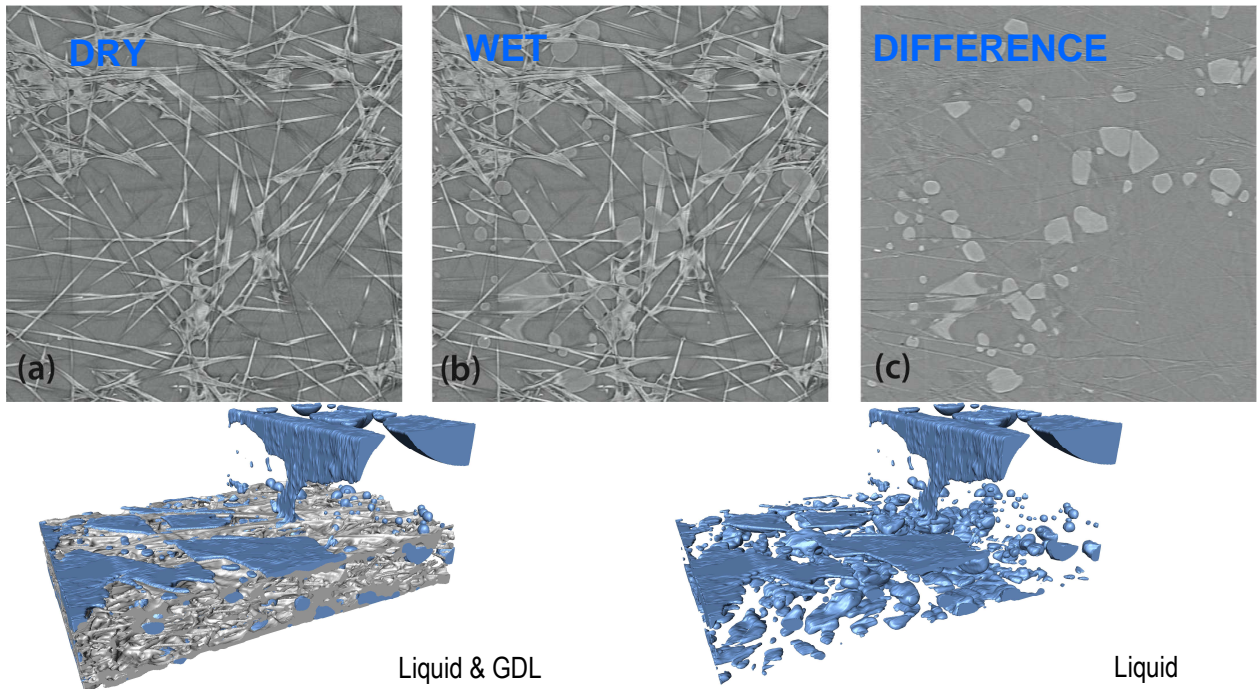 DRY
WET
DIFFERENCE
(a)
(b)
(c)
Liquid & GDL
Liquid